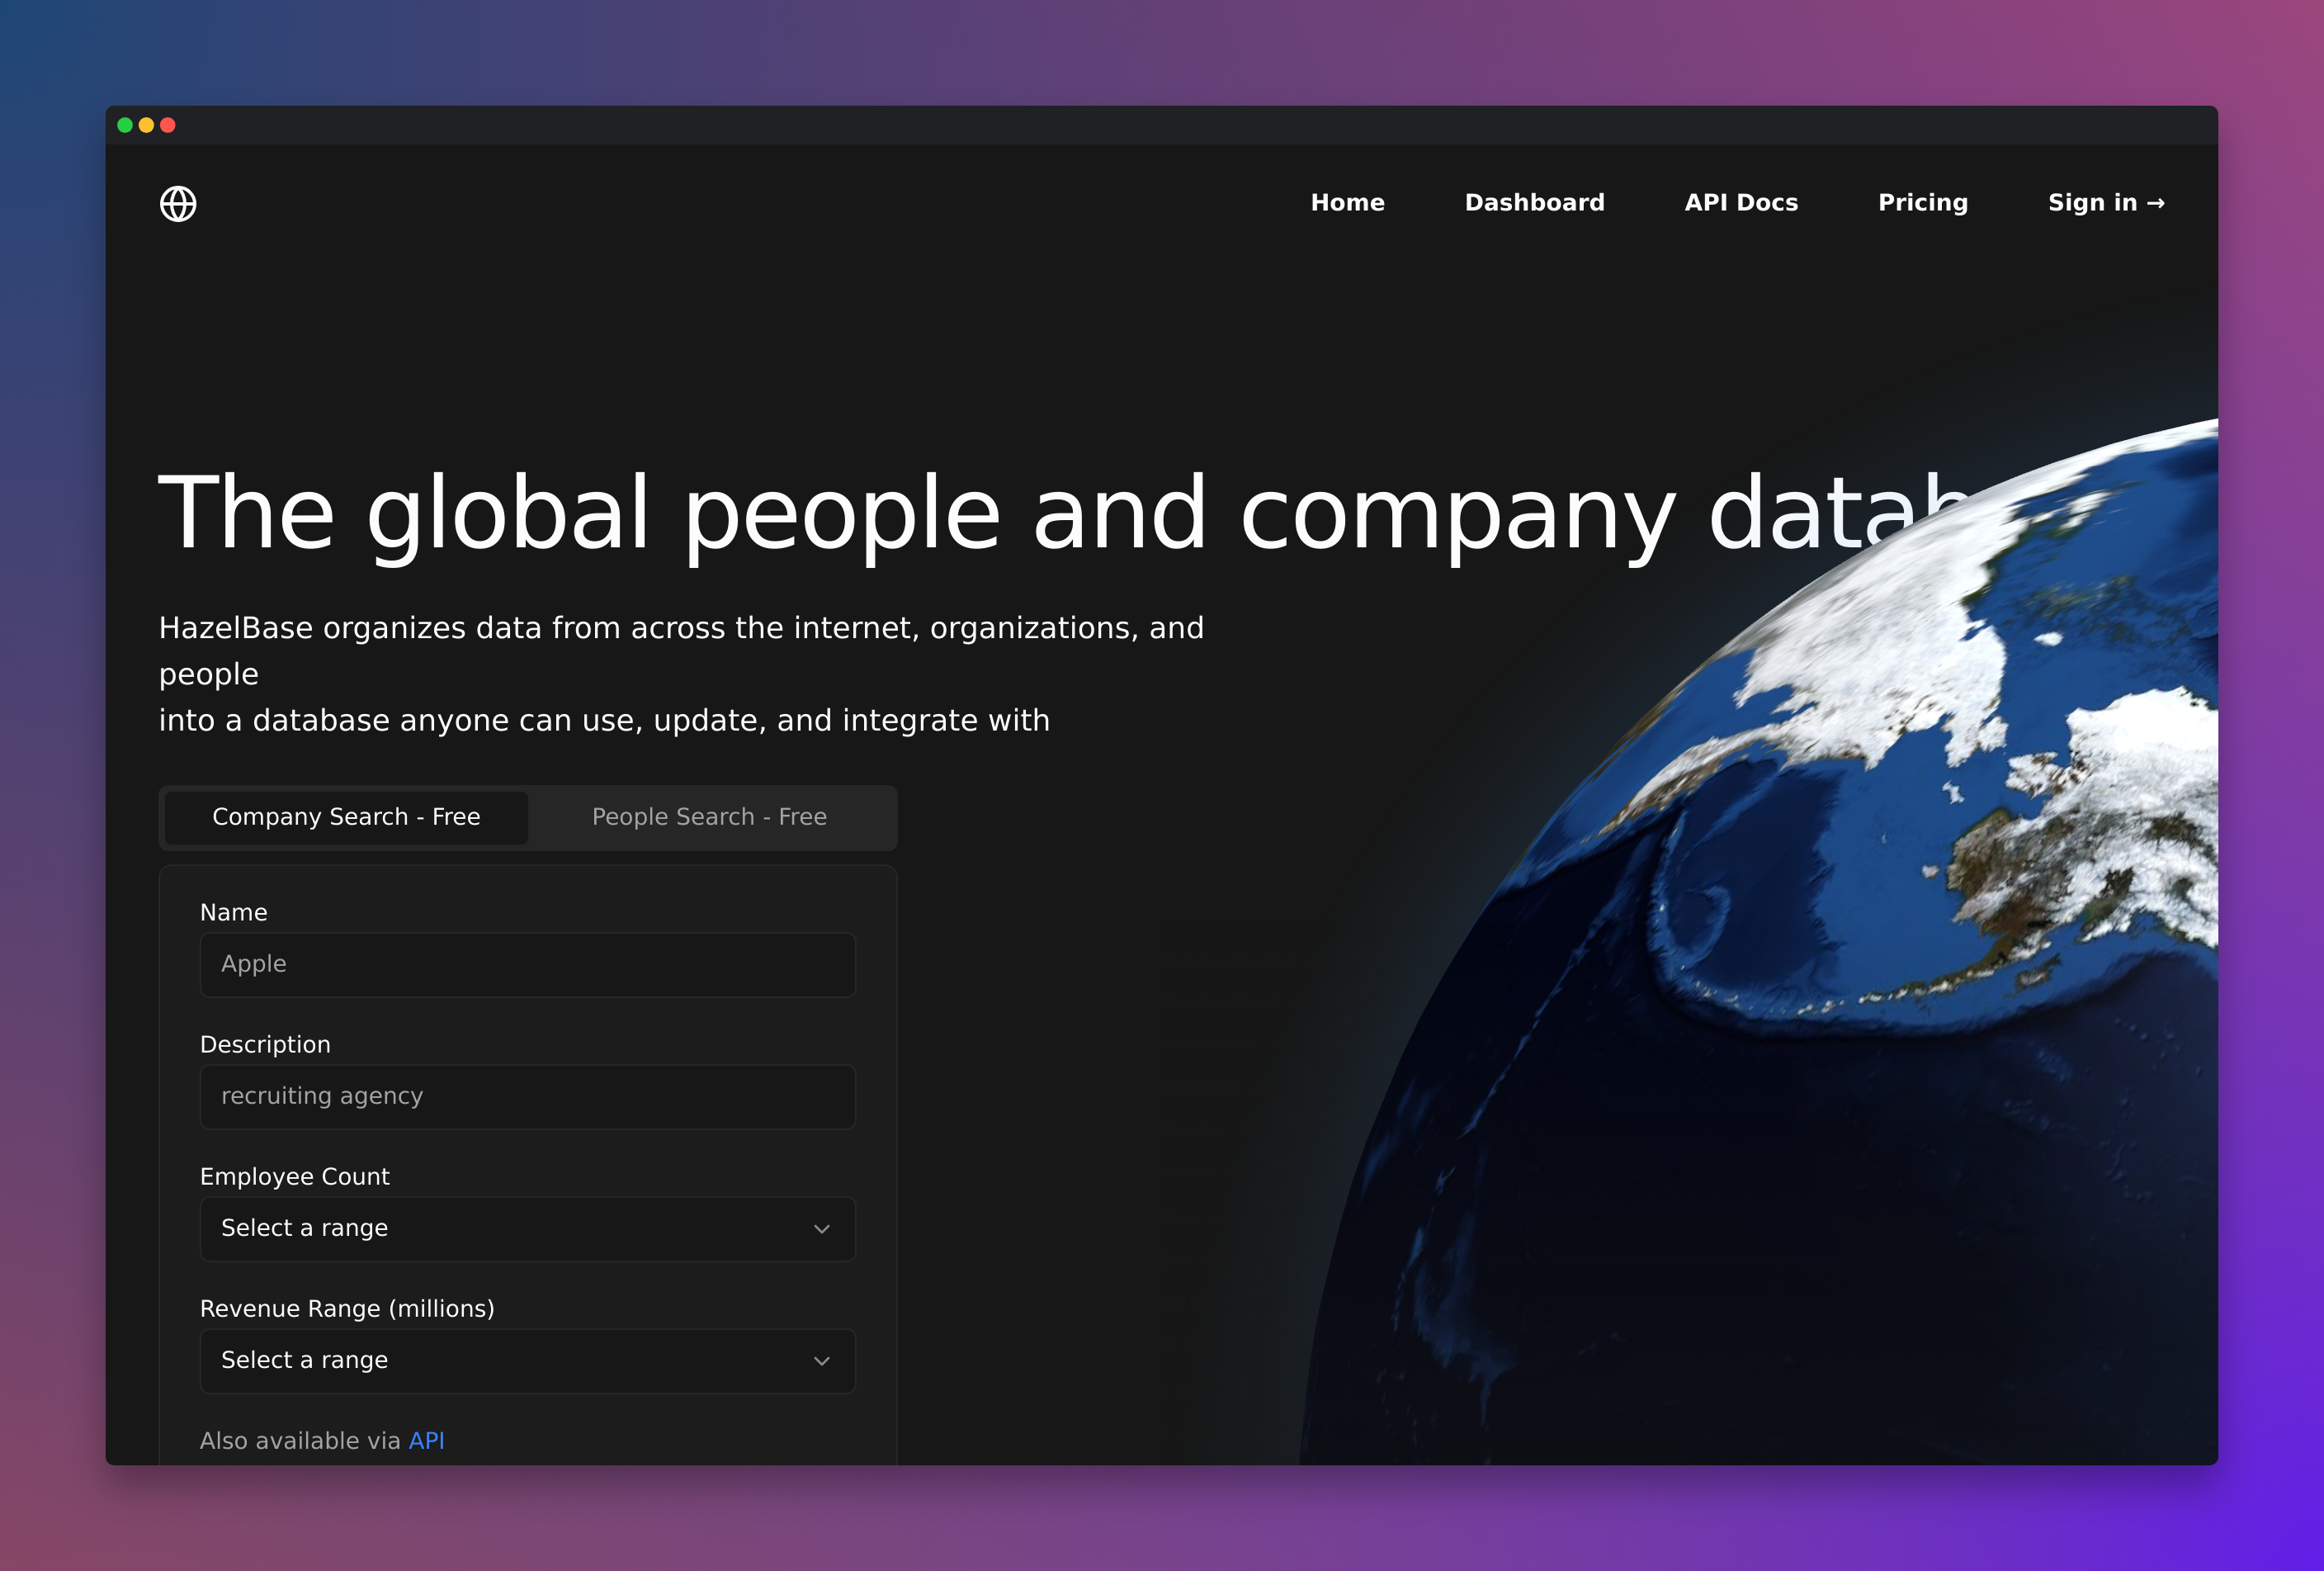 Home Dashboard API Docs Pricing Sign in →
The global people and company datab
HazelBase organizes data from across the internet, organizations, and
people
into a database anyone can use, update, and integrate with
Company Search - Free People Search - Free
Name
Apple
Description
recruiting agency
Employee Count
Select a range
Revenue Range (millions)
Select a range
Also available via API